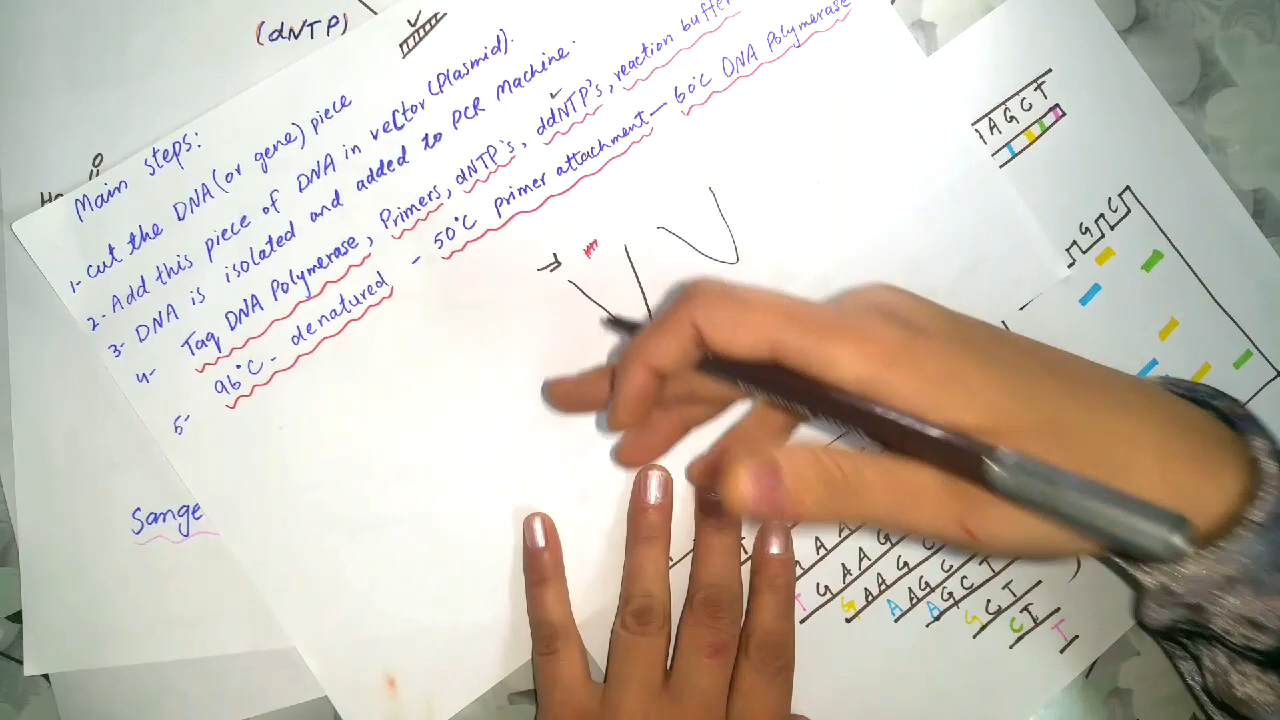 (dNTP)
Main steps:
1- Cut the DNA (or gene) piece
2- Add this piece of DNA in vector (Plasmid).
3- DNA is isolated and added to PCR Machine.
4- Taq DNA Polymerase, Primers, dNTP's, ddNTP's, reaction buffer
5- 96°C - denatured - 50°C primer attachment - 60°C DNA Polymerase
Sange
A G C T
G C
T G A A G
G A A G C
A A G C T
A G C T
G C T
C T
T